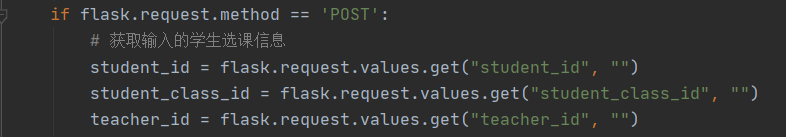 if flask.request.method == 'POST':
# 获取输入的学生选课信息
student_id = flask.request.values.get("student_id", "")
student_class_id = flask.request.values.get("student_class_id", "")
teacher_id = flask.request.values.get("teacher_id", "")